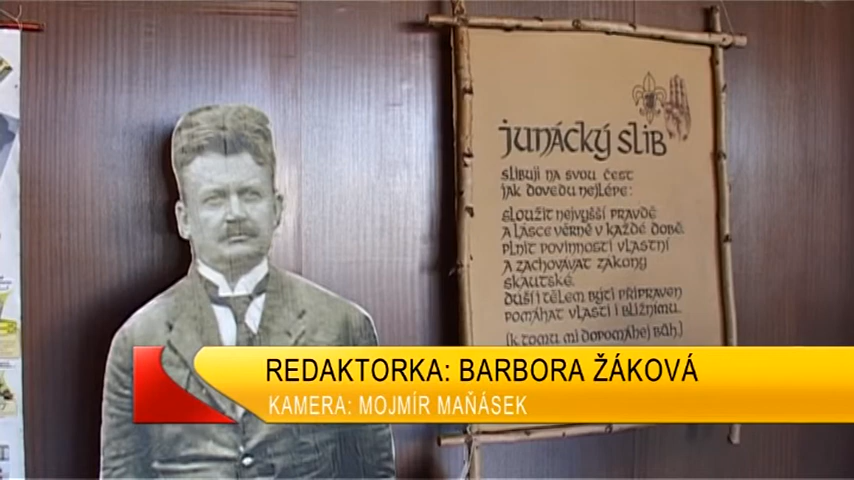 junácký slib
slibuji na svou čest
jak dovedu nejlépe:
sloužit nejvyšší pravdě
a lásce věrně v každé době.
plnit povinnosti vlastní
a zachovávat zákony
skautské.
duší i tělem býti připraven
pomáhat vlasti i bližnímu.
(k tomu mi dopomáhej bůh.)
REDAKTORKA: BARBORA ŽÁKOVÁ
KAMERA: MOJMÍR MAŇÁSEK